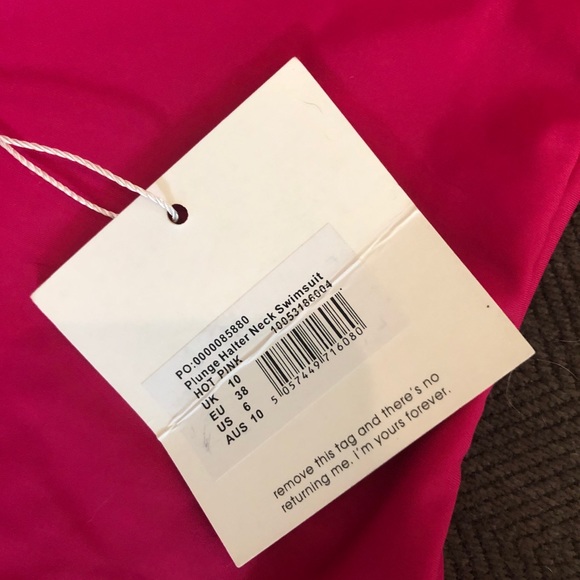 PO:0000085880
Plunge Halter Neck Swimsuit
HOT PINK 10053186004
UK 10
EU 38
US 6
AUS 10
5 057449 716080
remove this tag and there's no
returning me. I'm yours forever.